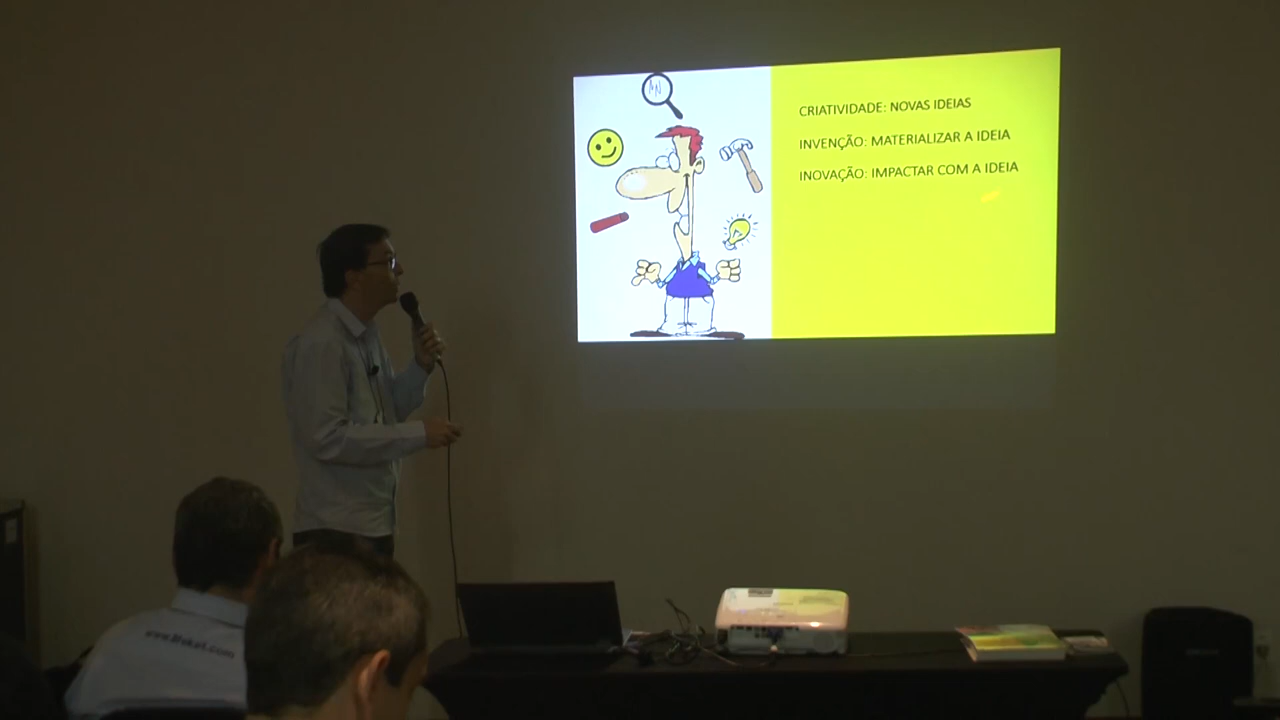 CRIATIVIDADE: NOVAS IDEIAS
INVENÇÃO: MATERIALIZAR A IDEIA
INOVAÇÃO: IMPACTAR COM A IDEIA